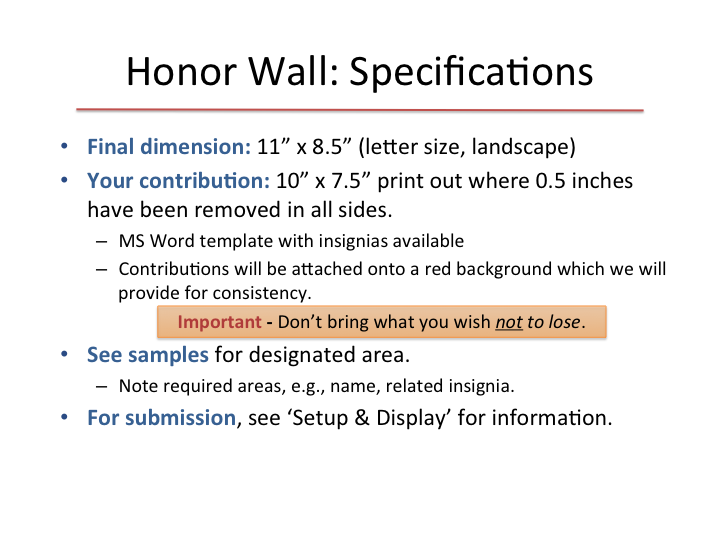 Honor Wall: Specifications
• Final dimension: 11” x 8.5” (letter size, landscape)
• Your contribution: 10” x 7.5” print out where 0.5 inches
have been removed in all sides.
– MS Word template with insignias available
– Contributions will be attached onto a red background which we will
provide for consistency.
Important - Don’t bring what you wish not to lose.
• See samples for designated area.
– Note required areas, e.g., name, related insignia.
• For submission, see ‘Setup & Display’ for information.